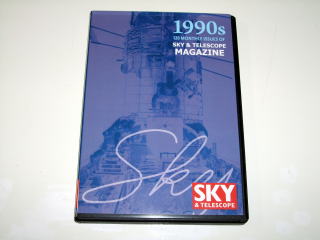 1990s
120 MONTHLY ISSUES OF
SKY & TELESCOPE
MAGAZINE
Sky
SKY
& TELESCOPE